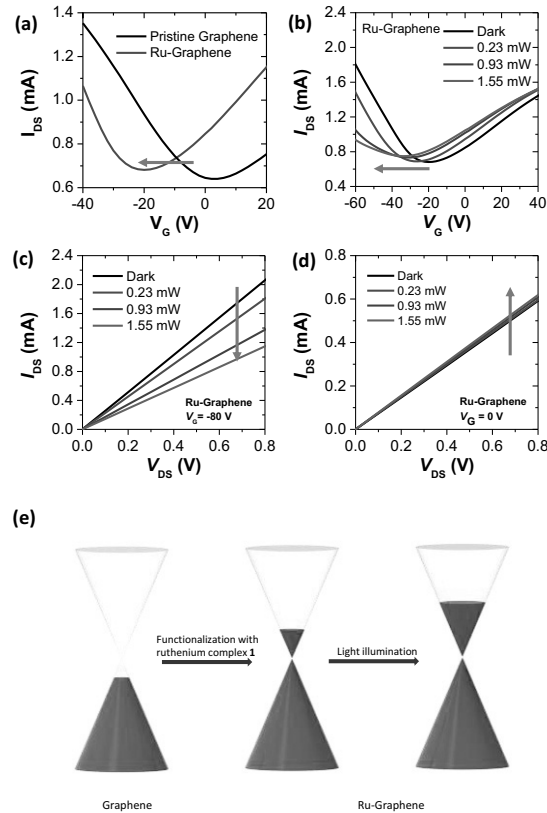 (a)
1.4
1.2
1.0
0.8
0.6
I_DS (mA)
Pristine Graphene
Ru-Graphene
-40 -20 0 20
V_G (V)
(b)
2.4
2.0
1.6
1.2
0.8
0.4
I_DS (mA)
Ru-Graphene
Dark
0.23 mW
0.93 mW
1.55 mW
-60 -40 -20 0 20 40
V_G (V)
(c)
2.4
2.0
1.6
1.2
0.8
0.4
0.0
I_DS (mA)
Dark
0.23 mW
0.93 mW
1.55 mW
Ru-Graphene
V_G= -80 V
0.0 0.2 0.4 0.6 0.8
V_DS (V)
(d)
0.8
0.6
0.4
0.2
0.0
I_DS (mA)
Dark
0.23 mW
0.93 mW
1.55 mW
Ru-Graphene
V_G = 0 V
0.0 0.2 0.4 0.6 0.8
V_DS (V)
(e)
Functionalization with
ruthenium complex 1
Light illumination
Graphene
Ru-Graphene